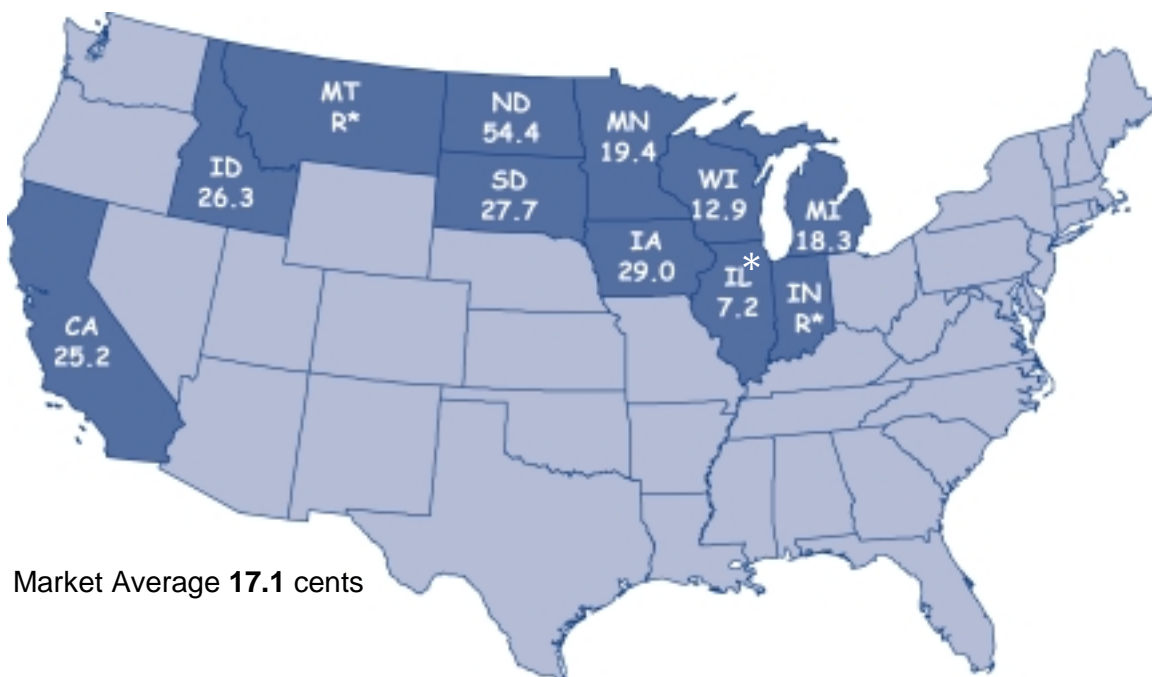 MT
R*
ND
54.4
MN
19.4
ID
26.3
SD
27.7
WI
12.9
MI
18.3
IA
29.0
IL*
7.2
IN
R*
CA
25.2
Market Average 17.1 cents